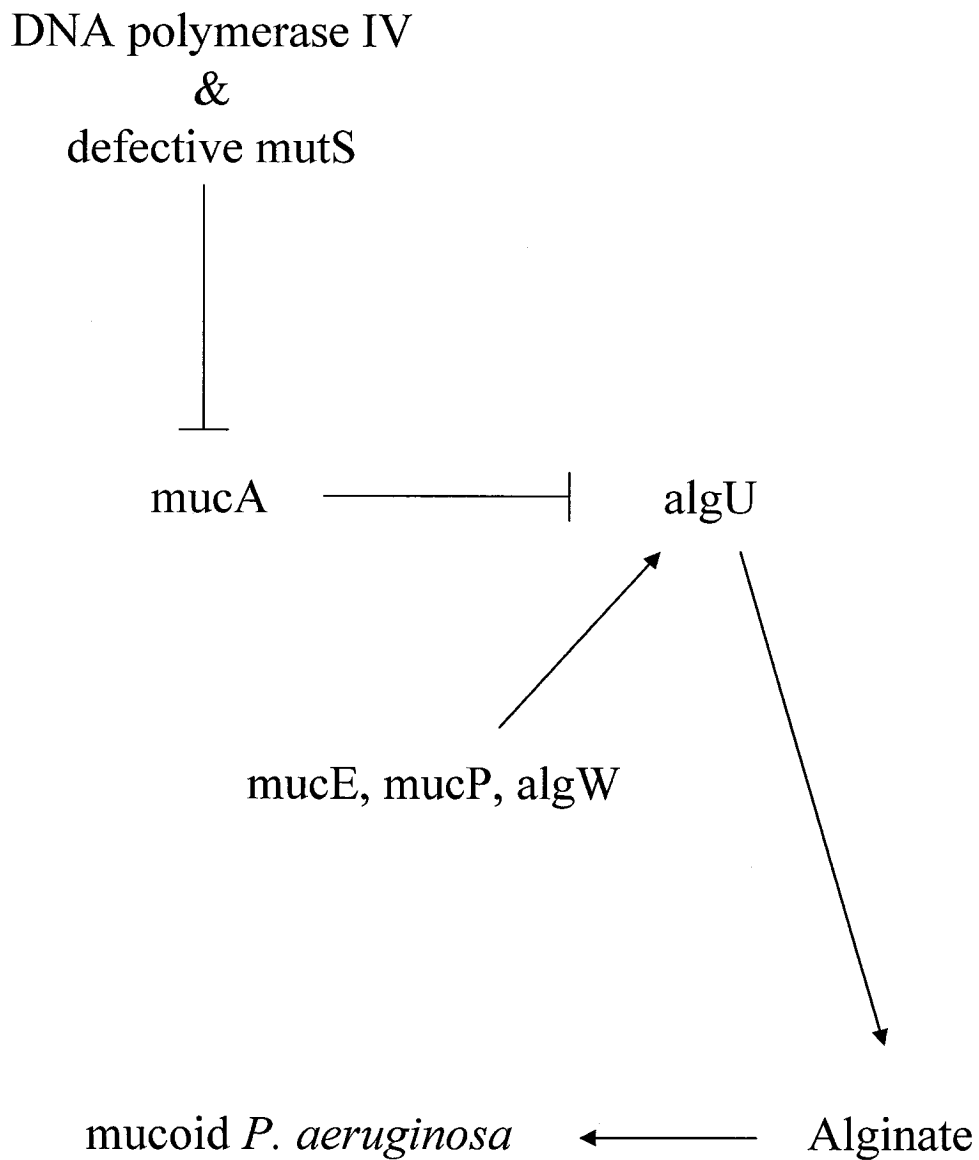 DNA polymerase IV
&
defective mutS
mucA
algU
mucE, mucP, algW
mucoid P. aeruginosa
Alginate